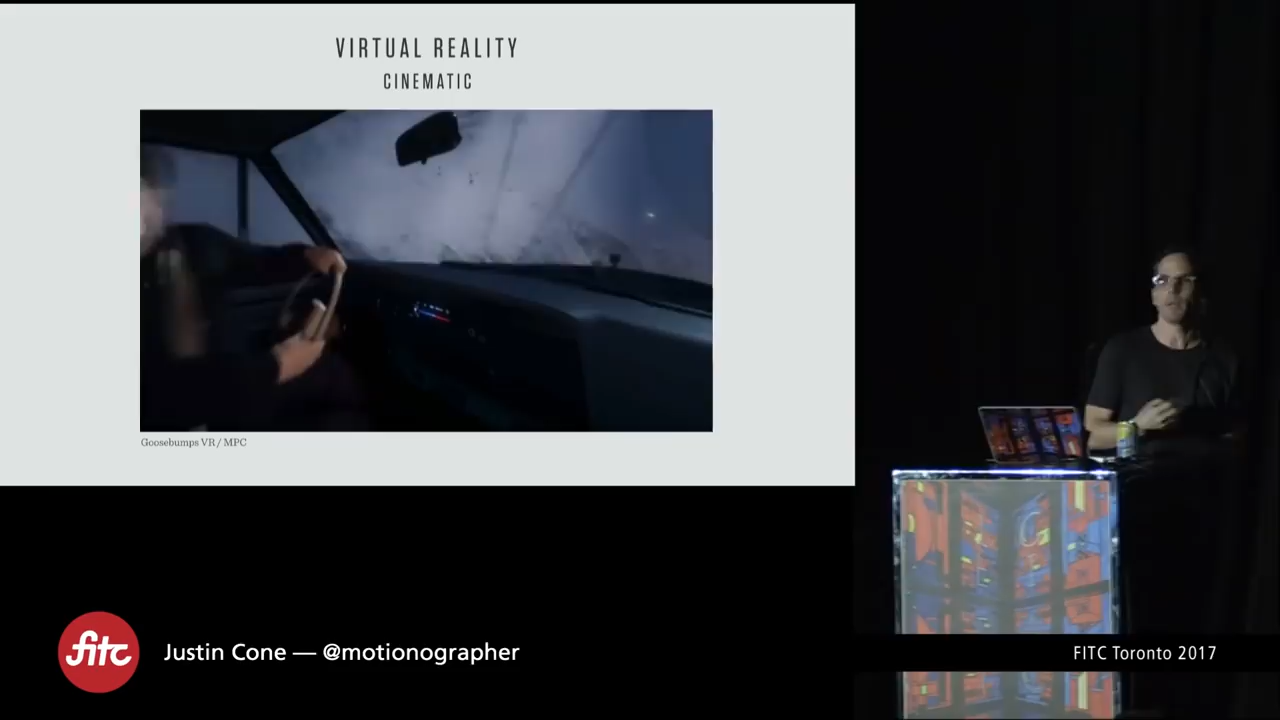 VIRTUAL REALITY
CINEMATIC
Goosebumps VR / MPC
fitc
Justin Cone — @motionographer
FITC Toronto 2017